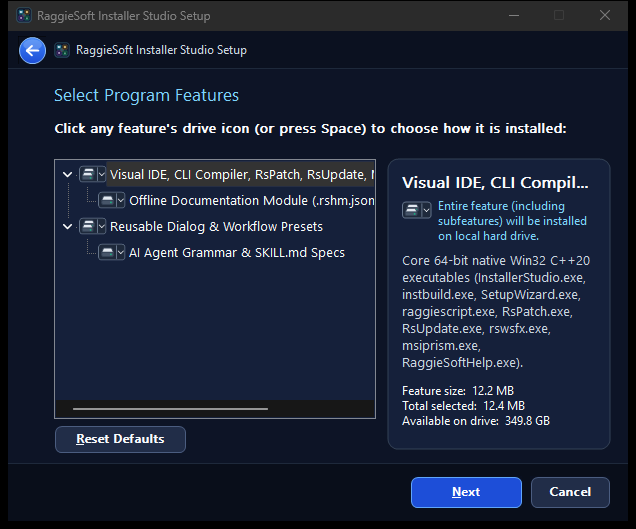 RaggieSoft Installer Studio Setup
RaggieSoft Installer Studio Setup
Select Program Features
Click any feature's drive icon (or press Space) to choose how it is installed:
Visual IDE, CLI Compiler, RsPatch, RsUpdate,
Offline Documentation Module (.rshm.json
Reusable Dialog & Workflow Presets
AI Agent Grammar & SKILL.md Specs
Reset Defaults
Visual IDE, CLI Compil...
Entire feature (including
subfeatures) will be installed
on local hard drive.
Core 64-bit native Win32 C++20
executables (InstallerStudio.exe,
instbuild.exe, SetupWizard.exe,
raggiescript.exe, RsPatch.exe,
RsUpdate.exe, rswsfx.exe,
msiprism.exe,
RaggieSoftHelp.exe).
Feature size: 12.2 MB
Total selected: 12.4 MB
Available on drive: 349.8 GB
Next
Cancel